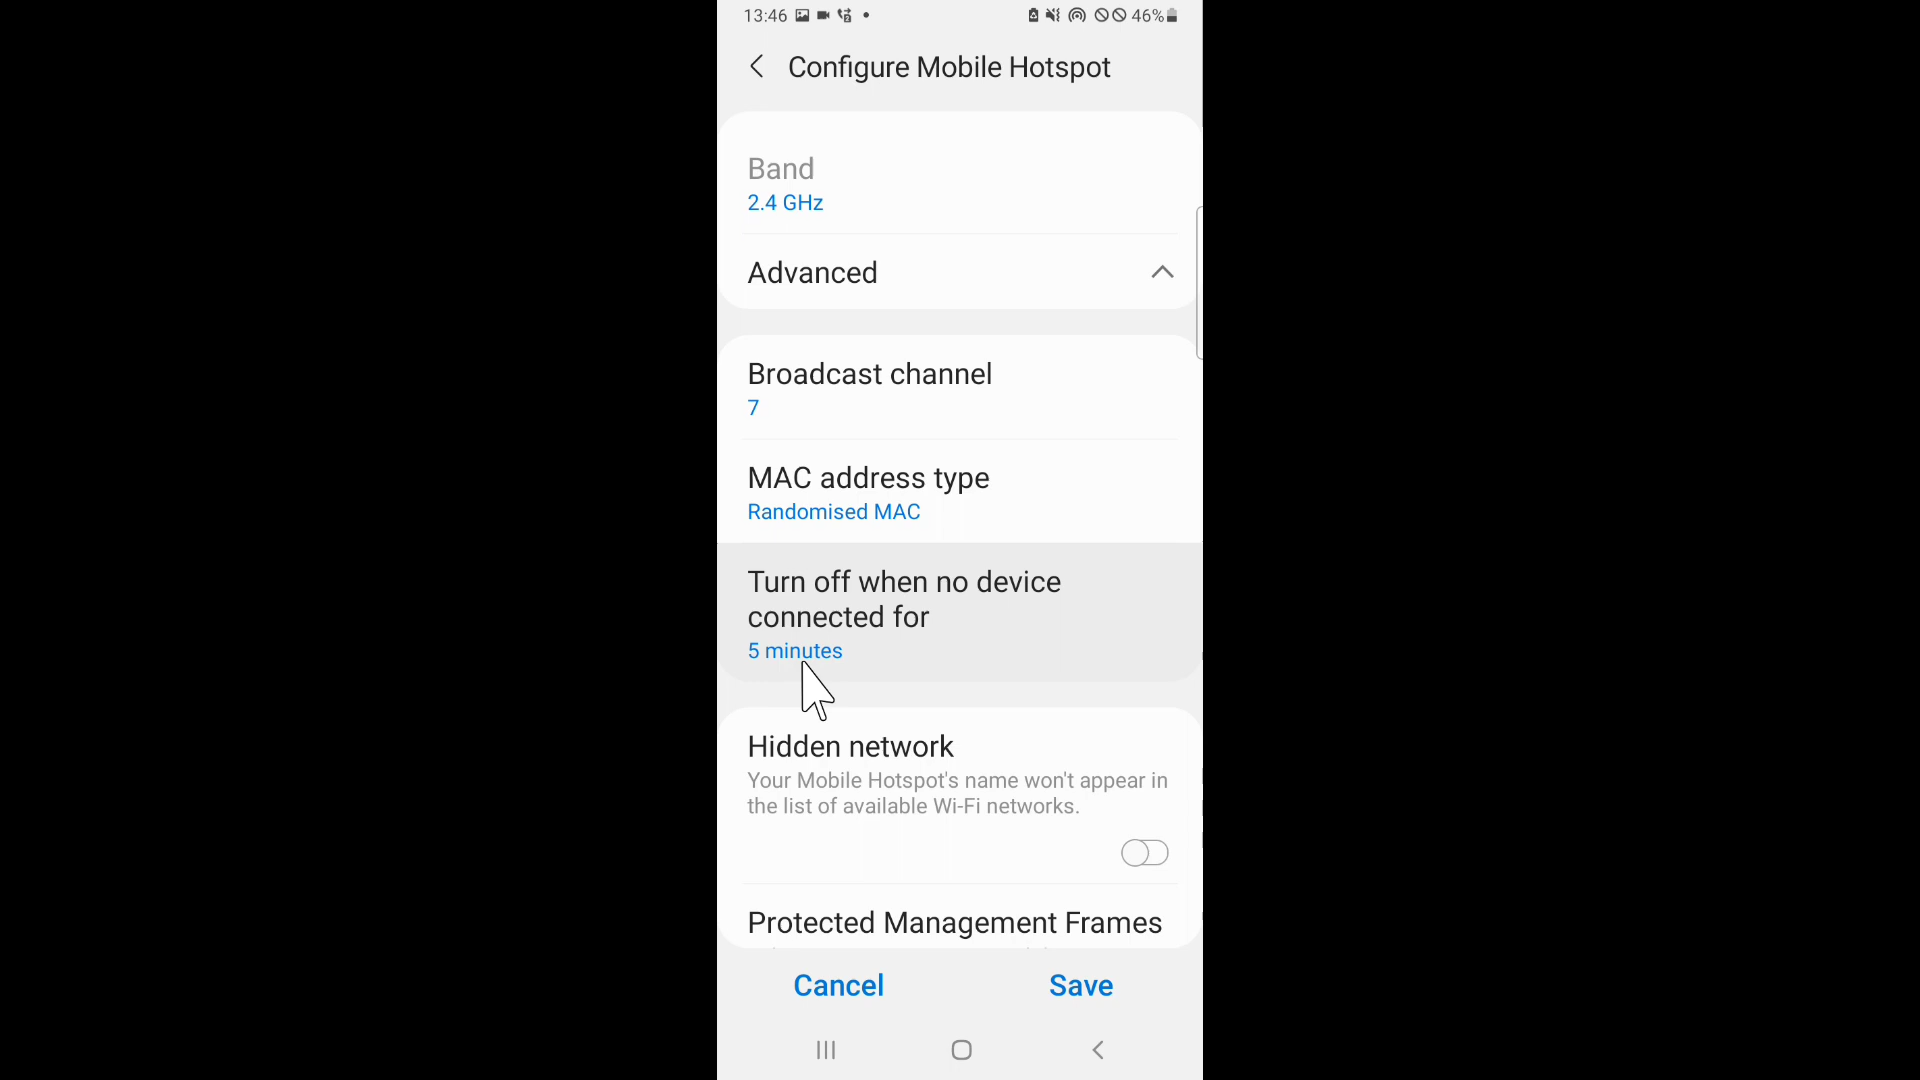 13:46 46%
Configure Mobile Hotspot
Band
2.4 GHz
Advanced
Broadcast channel
7
MAC address type
Randomised MAC
Turn off when no device
connected for
5 minutes
Hidden network
Your Mobile Hotspot's name won't appear in
the list of available Wi-Fi networks.
Protected Management Frames
Cancel Save